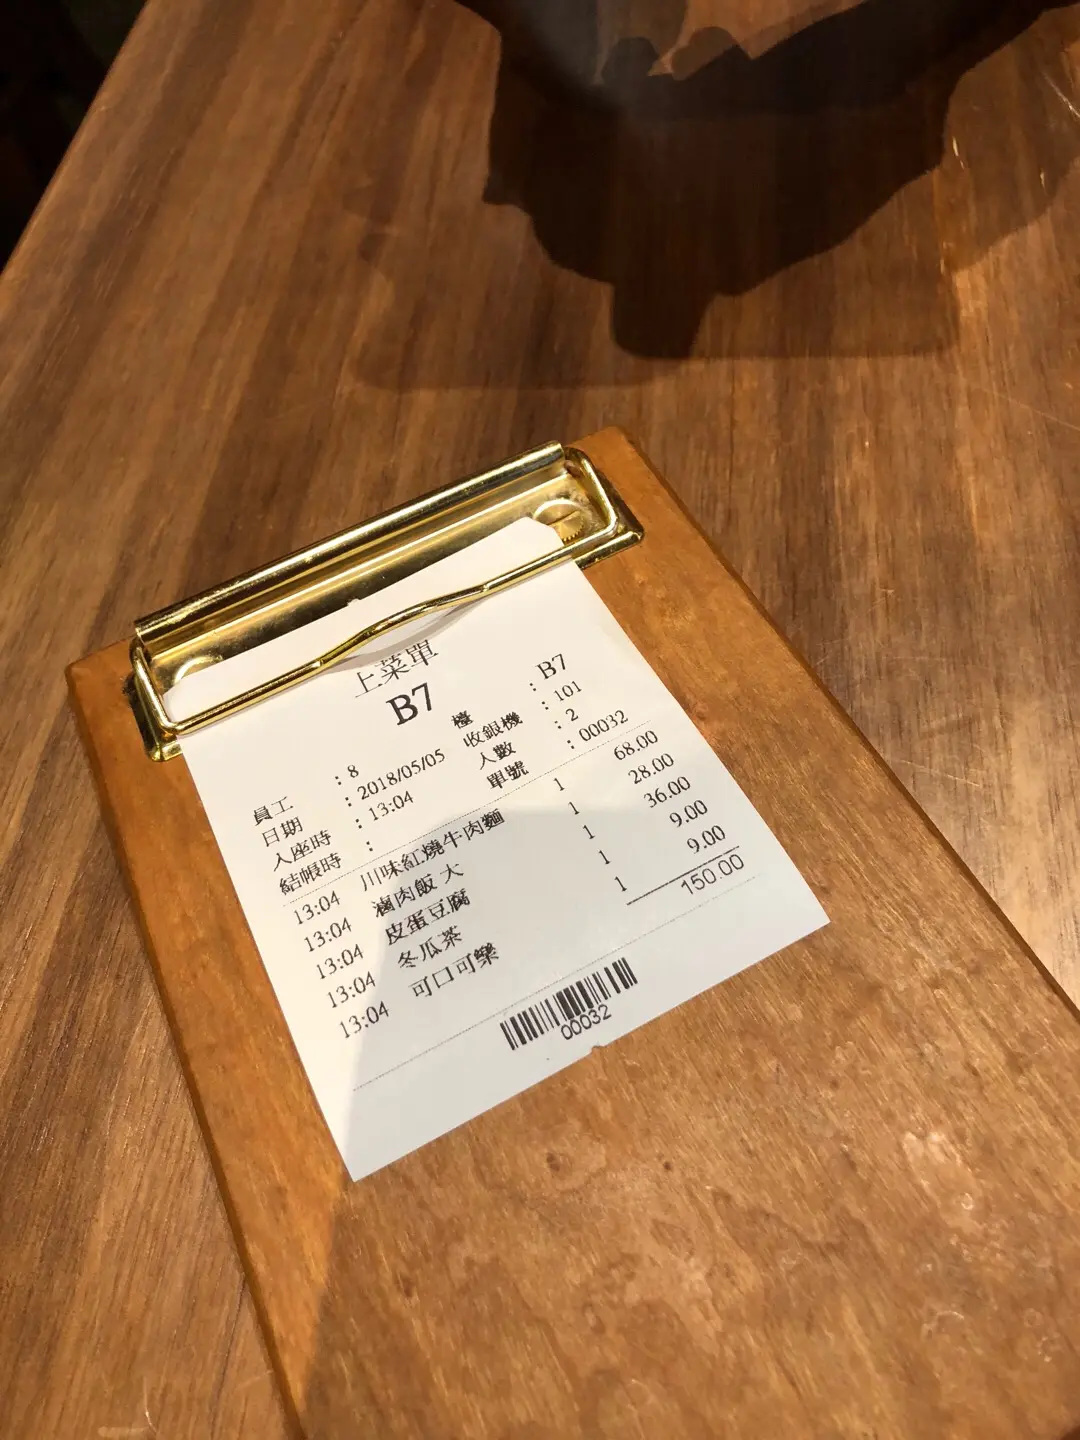 上菜單
B7
員工 : 8 檯 : B7
日期 : 2018/05/05 收銀機 : 101
入座時 : 13:04 人數 : 2
結帳時 : 單號 : 00032
13:04 川味紅燒牛肉麵 1 68.00
13:04 滷肉飯 大 1 28.00
13:04 皮蛋豆腐 1 36.00
13:04 冬瓜茶 1 9.00
13:04 可口可樂 1 9.00
150.00
00032